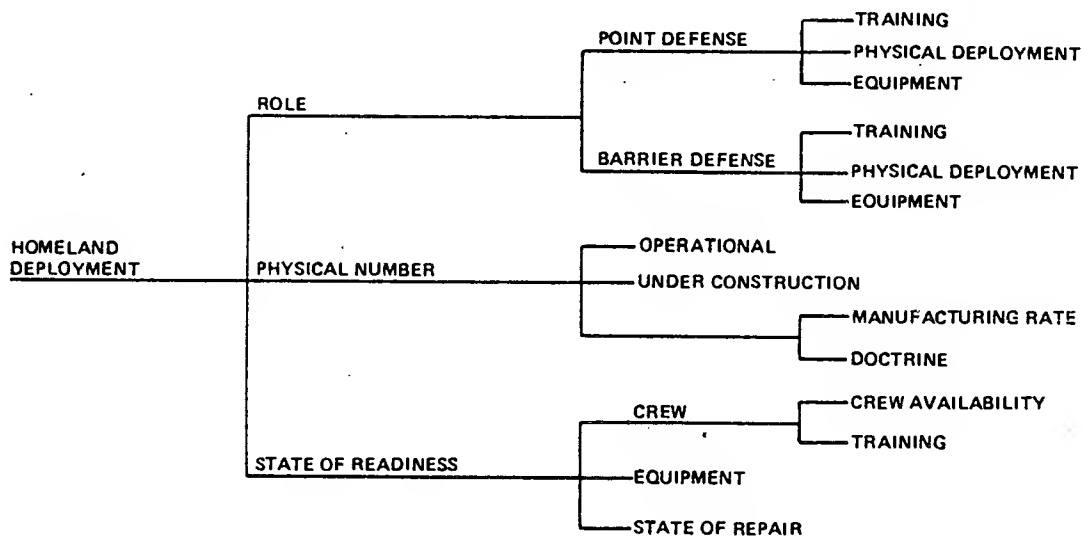 TRAINING
POINT DEFENSE
PHYSICAL DEPLOYMENT
EQUIPMENT
ROLE
TRAINING
BARRIER DEFENSE
PHYSICAL DEPLOYMENT
EQUIPMENT
HOMELAND
DEPLOYMENT
OPERATIONAL
PHYSICAL NUMBER
UNDER CONSTRUCTION
MANUFACTURING RATE
DOCTRINE
CREW
CREW AVAILABILITY
TRAINING
STATE OF READINESS
EQUIPMENT
STATE OF REPAIR